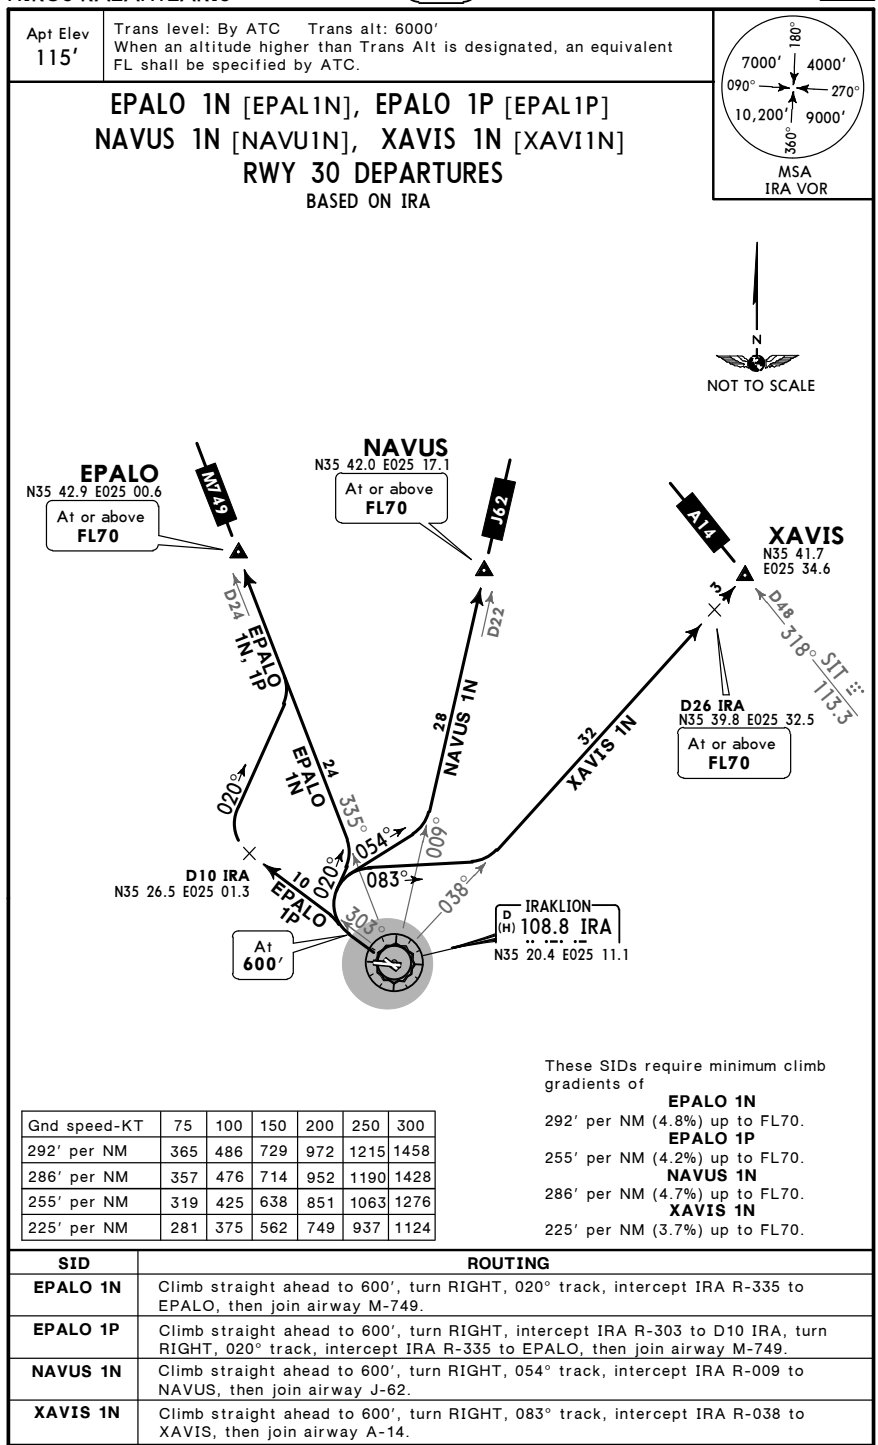 Apt Elev
115'
Trans level: By ATC Trans alt: 6000'
When an altitude higher than Trans Alt is designated, an equivalent
FL shall be specified by ATC.
180°
7000'
4000'
090°
270°
10,200'
9000'
360°
MSA
IRA VOR
EPALO 1N [EPAL1N], EPALO 1P [EPAL1P]
NAVUS 1N [NAVU1N], XAVIS 1N [XAVI1N]
RWY 30 DEPARTURES
BASED ON IRA
N
NOT TO SCALE
EPALO
N35 42.9 E025 00.6
At or above
FL70
M749
NAVUS
N35 42.0 E025 17.1
At or above
FL70
J62
A14
XAVIS
N35 41.7
E025 34.6
D24
D22
3
D48
318°
SIT
113.3
EPALO
1N, 1P
D26 IRA
N35 39.8 E025 32.5
At or above
FL70
28
NAVUS 1N
32
XAVIS 1N
24
EPALO
1N
020°
335°
054°
009°
020°
083°
038°
D10 IRA
N35 26.5 E025 01.3
10
EPALO
1P
303°
At
600'
IRAKLION
D
(H) 108.8 IRA
N35 20.4 E025 11.1
These SIDs require minimum climb
gradients of
EPALO 1N
292' per NM (4.8%) up to FL70.
EPALO 1P
255' per NM (4.2%) up to FL70.
NAVUS 1N
286' per NM (4.7%) up to FL70.
XAVIS 1N
225' per NM (3.7%) up to FL70.
Gnd speed-KT 75 100 150 200 250 300
292' per NM 365 486 729 972 1215 1458
286' per NM 357 476 714 952 1190 1428
255' per NM 319 425 638 851 1063 1276
225' per NM 281 375 562 749 937 1124
SID ROUTING
EPALO 1N Climb straight ahead to 600', turn RIGHT, 020° track, intercept IRA R-335 to
EPALO, then join airway M-749.
EPALO 1P Climb straight ahead to 600', turn RIGHT, intercept IRA R-303 to D10 IRA, turn
RIGHT, 020° track, intercept IRA R-335 to EPALO, then join airway M-749.
NAVUS 1N Climb straight ahead to 600', turn RIGHT, 054° track, intercept IRA R-009 to
NAVUS, then join airway J-62.
XAVIS 1N Climb straight ahead to 600', turn RIGHT, 083° track, intercept IRA R-038 to
XAVIS, then join airway A-14.